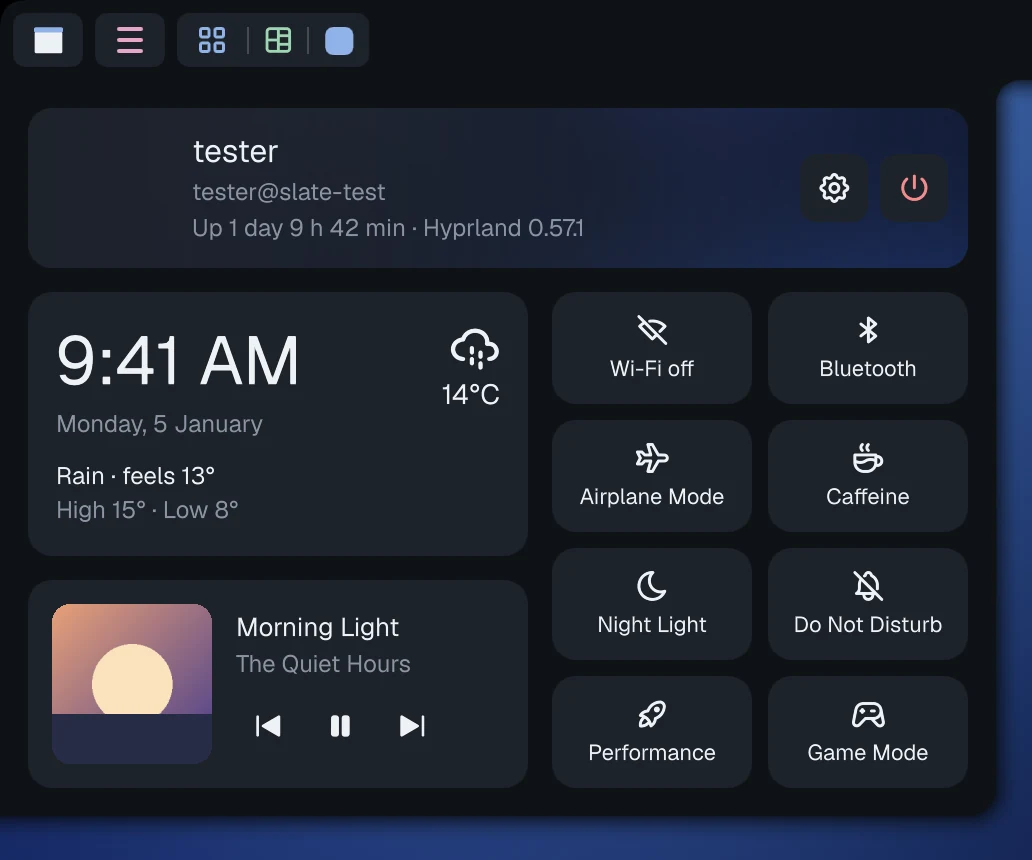 tester
tester@slate-test
Up 1 day 9 h 42 min · Hyprland 0.57.1
9:41 AM
14°C
Monday, 5 January
Rain · feels 13°
High 15° · Low 8°
Morning Light
The Quiet Hours
Wi-Fi off
Bluetooth
Airplane Mode
Caffeine
Night Light
Do Not Disturb
Performance
Game Mode